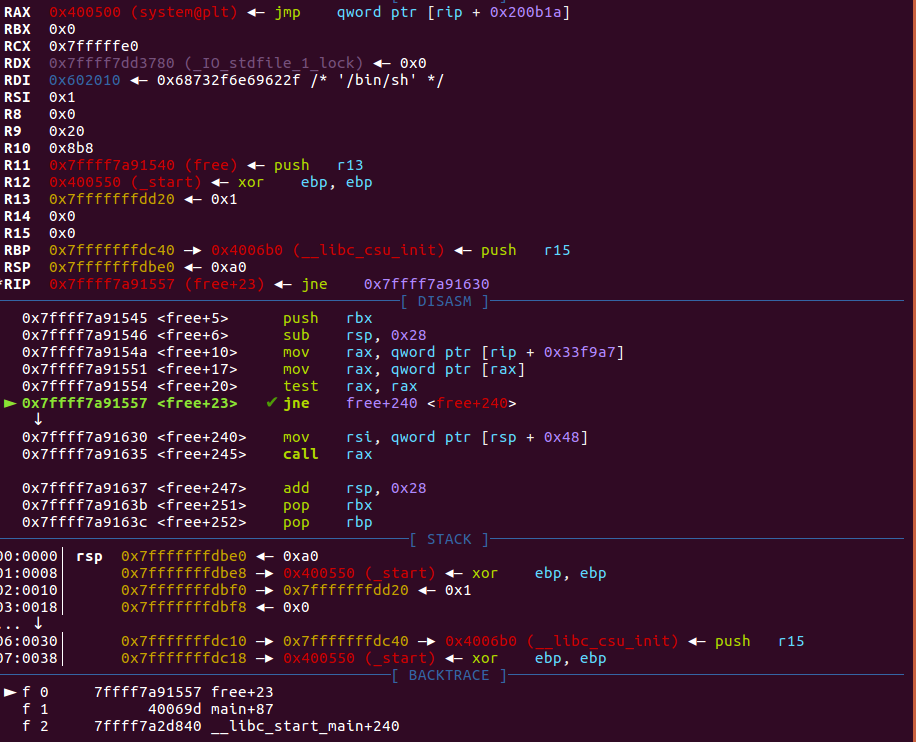 RAX 0x400500 (system@plt) ◂— jmp qword ptr [rip + 0x200b1a]
RBX 0x0
RCX 0x7fffffe0
RDX 0x7ffff7dd3780 (_IO_stdfile_1_lock) ◂— 0x0
RDI 0x602010 ◂— 0x68732f6e69622f /* '/bin/sh' */
RSI 0x1
R8 0x0
R9 0x20
R10 0x8b8
R11 0x7ffff7a91540 (free) ◂— push r13
R12 0x400550 (_start) ◂— xor ebp, ebp
R13 0x7fffffffdd20 ◂— 0x1
R14 0x0
R15 0x0
RBP 0x7fffffffdc40 —▸ 0x4006b0 (__libc_csu_init) ◂— push r15
RSP 0x7fffffffdbe0 ◂— 0xa0
*RIP 0x7ffff7a91557 (free+23) ◂— jne 0x7ffff7a91630
[ DISASM ]
0x7ffff7a91545 <free+5> push rbx
0x7ffff7a91546 <free+6> sub rsp, 0x28
0x7ffff7a9154a <free+10> mov rax, qword ptr [rip + 0x33f9a7]
0x7ffff7a91551 <free+17> mov rax, qword ptr [rax]
0x7ffff7a91554 <free+20> test rax, rax
► 0x7ffff7a91557 <free+23> ✔ jne free+240 <free+240>
↓
0x7ffff7a91630 <free+240> mov rsi, qword ptr [rsp + 0x48]
0x7ffff7a91635 <free+245> call rax
0x7ffff7a91637 <free+247> add rsp, 0x28
0x7ffff7a9163b <free+251> pop rbx
0x7ffff7a9163c <free+252> pop rbp
[ STACK ]
00:0000│ rsp 0x7fffffffdbe0 ◂— 0xa0
01:0008│ 0x7fffffffdbe8 —▸ 0x400550 (_start) ◂— xor ebp, ebp
02:0010│ 0x7fffffffdbf0 —▸ 0x7fffffffdd20 ◂— 0x1
03:0018│ 0x7fffffffdbf8 ◂— 0x0
... ↓
06:0030│ 0x7fffffffdc10 —▸ 0x7fffffffdc40 —▸ 0x4006b0 (__libc_csu_init) ◂— push r15
07:0038│ 0x7fffffffdc18 —▸ 0x400550 (_start) ◂— xor ebp, ebp
[ BACKTRACE ]
► f 0 7ffff7a91557 free+23
f 1 40069d main+87
f 2 7ffff7a2d840 __libc_start_main+240